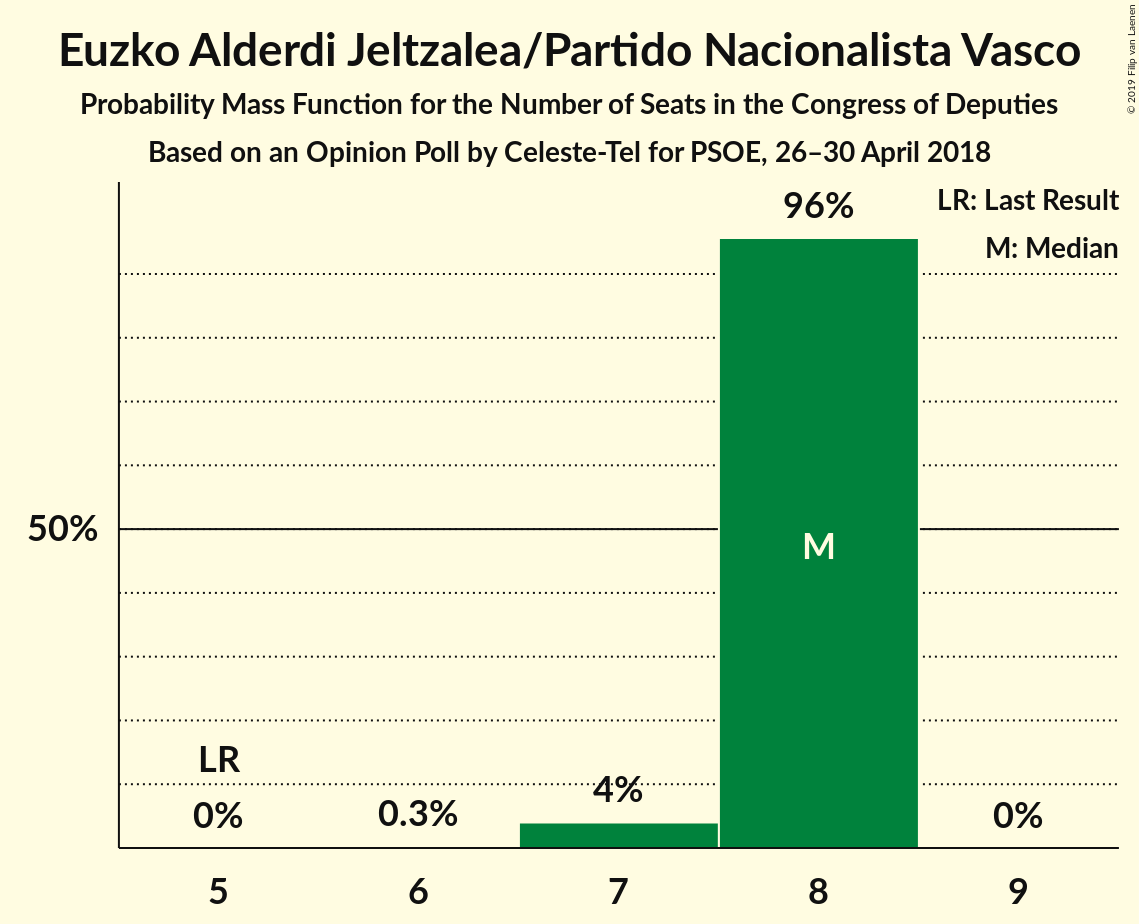 Euzko Alderdi Jeltzalea/Partido Nacionalista Vasco
Probability Mass Function for the Number of Seats in the Congress of Deputies
Based on an Opinion Poll by Celeste-Tel for PSOE, 26–30 April 2018
© 2019 Filip van Laenen
LR: Last Result
M: Median
96%
50%
M
LR
0%
0.3%
4%
0%
5 6 7 8 9